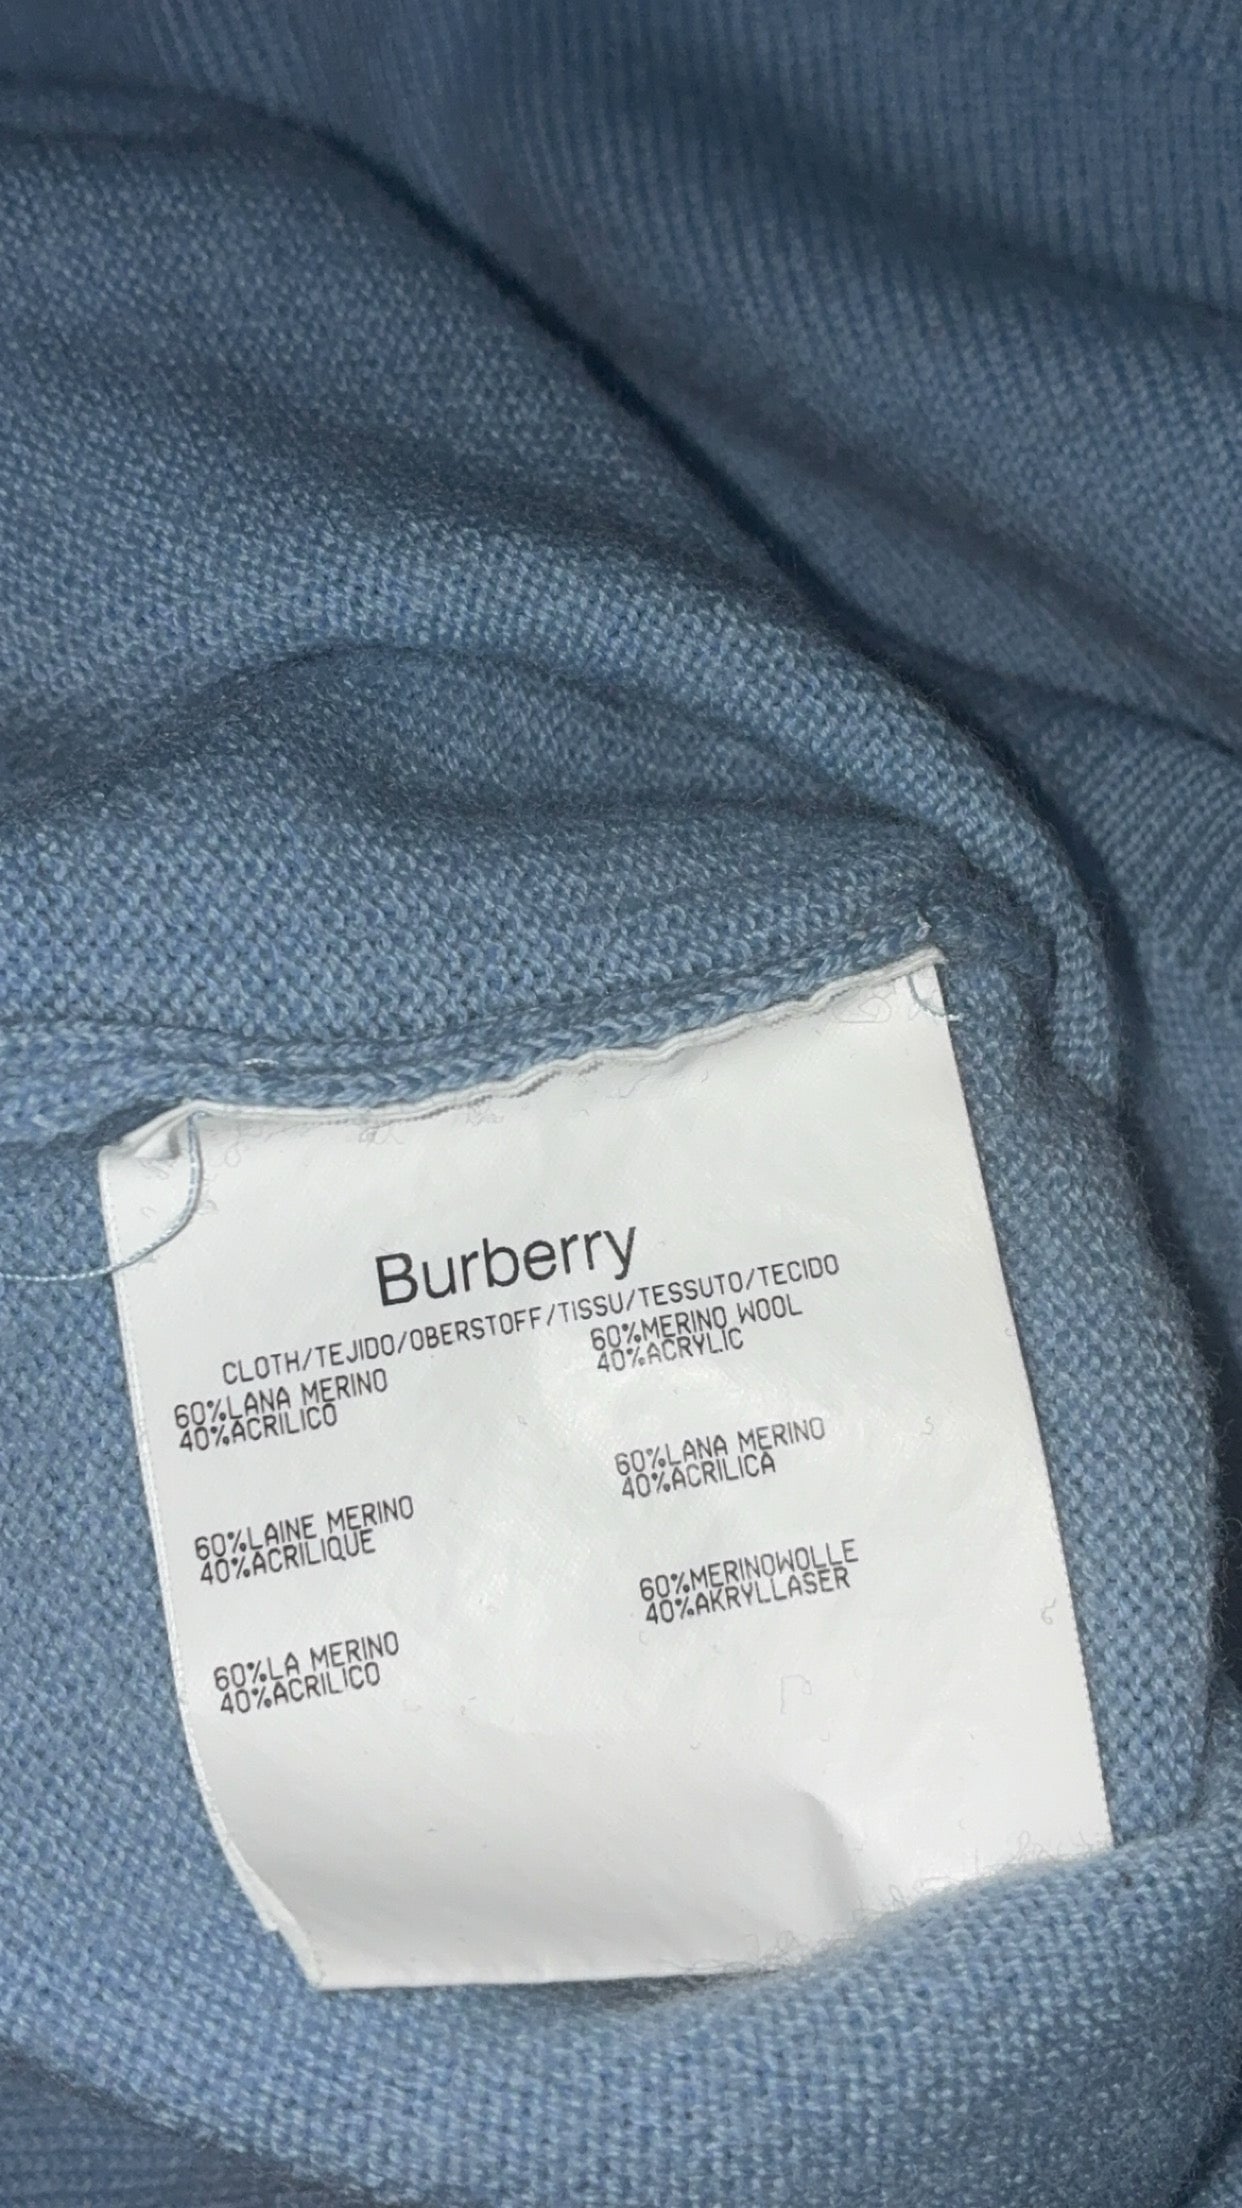 Burberry
CLOTH/TEJIDO/OBERSTOFF/TISSU/TESSUTO/TECIDO
60%LANA MERINO
40%ACRILICO
60%MERINO WOOL
40%ACRYLIC
60%LAINE MERINO
40%ACRILIQUE
60%LANA MERINO
40%ACRILICA
60%LA MERINO
40%ACRILICO
60%MERINOWOLLE
40%AKRYLLASER